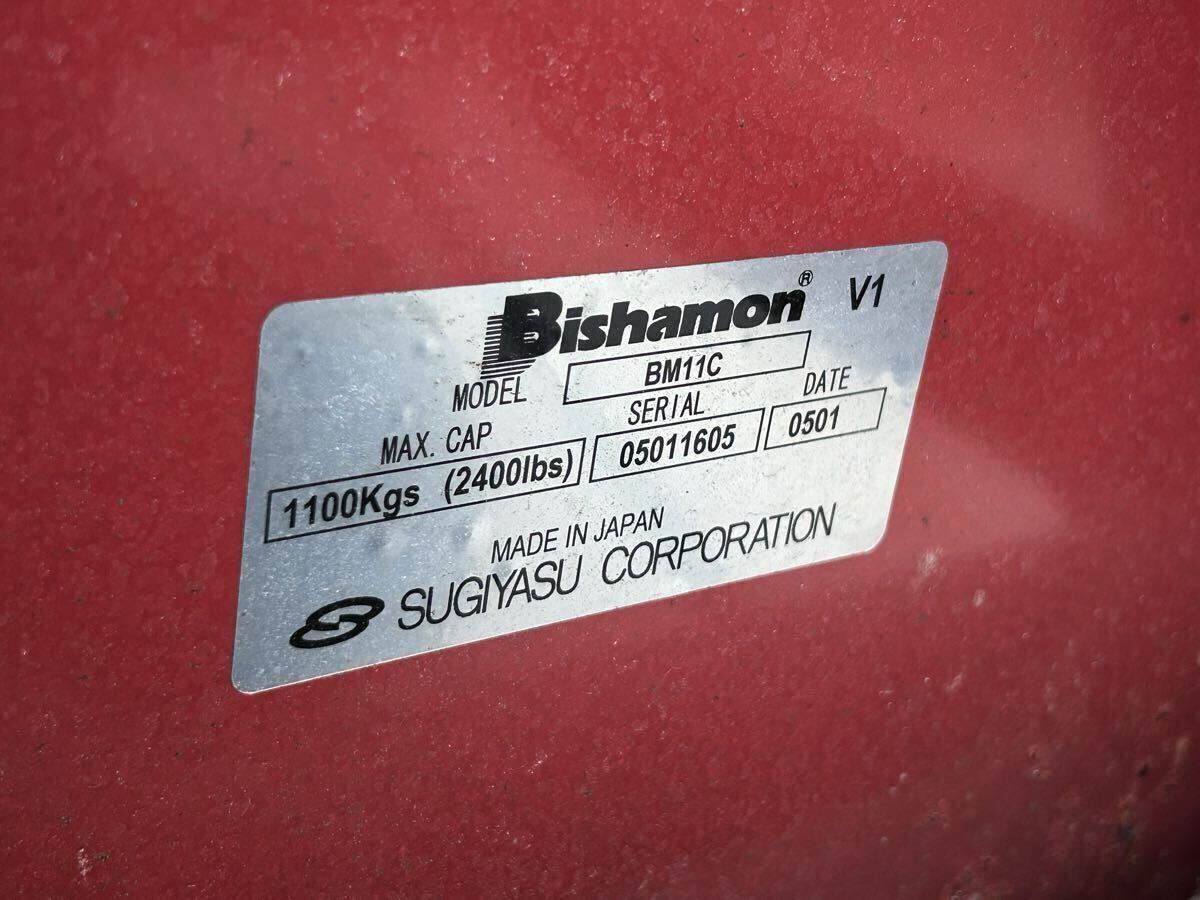 Bishamon® V1
MODEL BM11C
MAX. CAP SERIAL DATE
1100Kgs (2400lbs) 05011605 0501
MADE IN JAPAN
SUGIYASU CORPORATION